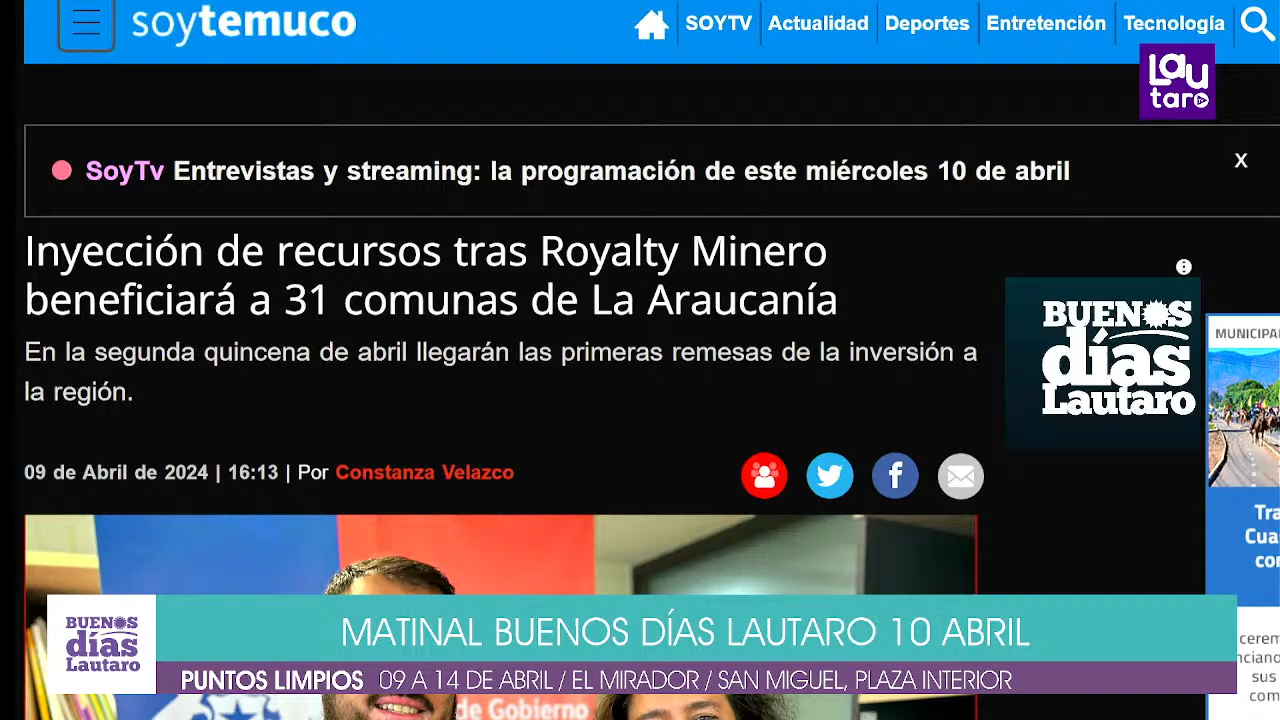 soytemuco
SOYTV Actualidad Deportes Entretención Tecnología
Lautaro
SoyTv Entrevistas y streaming: la programación de este miércoles 10 de abril
X
Inyección de recursos tras Royalty Minero
beneficiará a 31 comunas de La Araucanía
En la segunda quincena de abril llegarán las primeras remesas de la inversión a
la región.
BUENOS
días
Lautaro
09 de Abril de 2024 | 16:13 | Por Constanza Velazco
BUENOS
días
Lautaro
MATINAL BUENOS DÍAS LAUTARO 10 ABRIL
PUNTOS LIMPIOS 09 A 14 DE ABRIL / EL MIRADOR / SAN MIGUEL, PLAZA INTERIOR
de Gobierno
sus